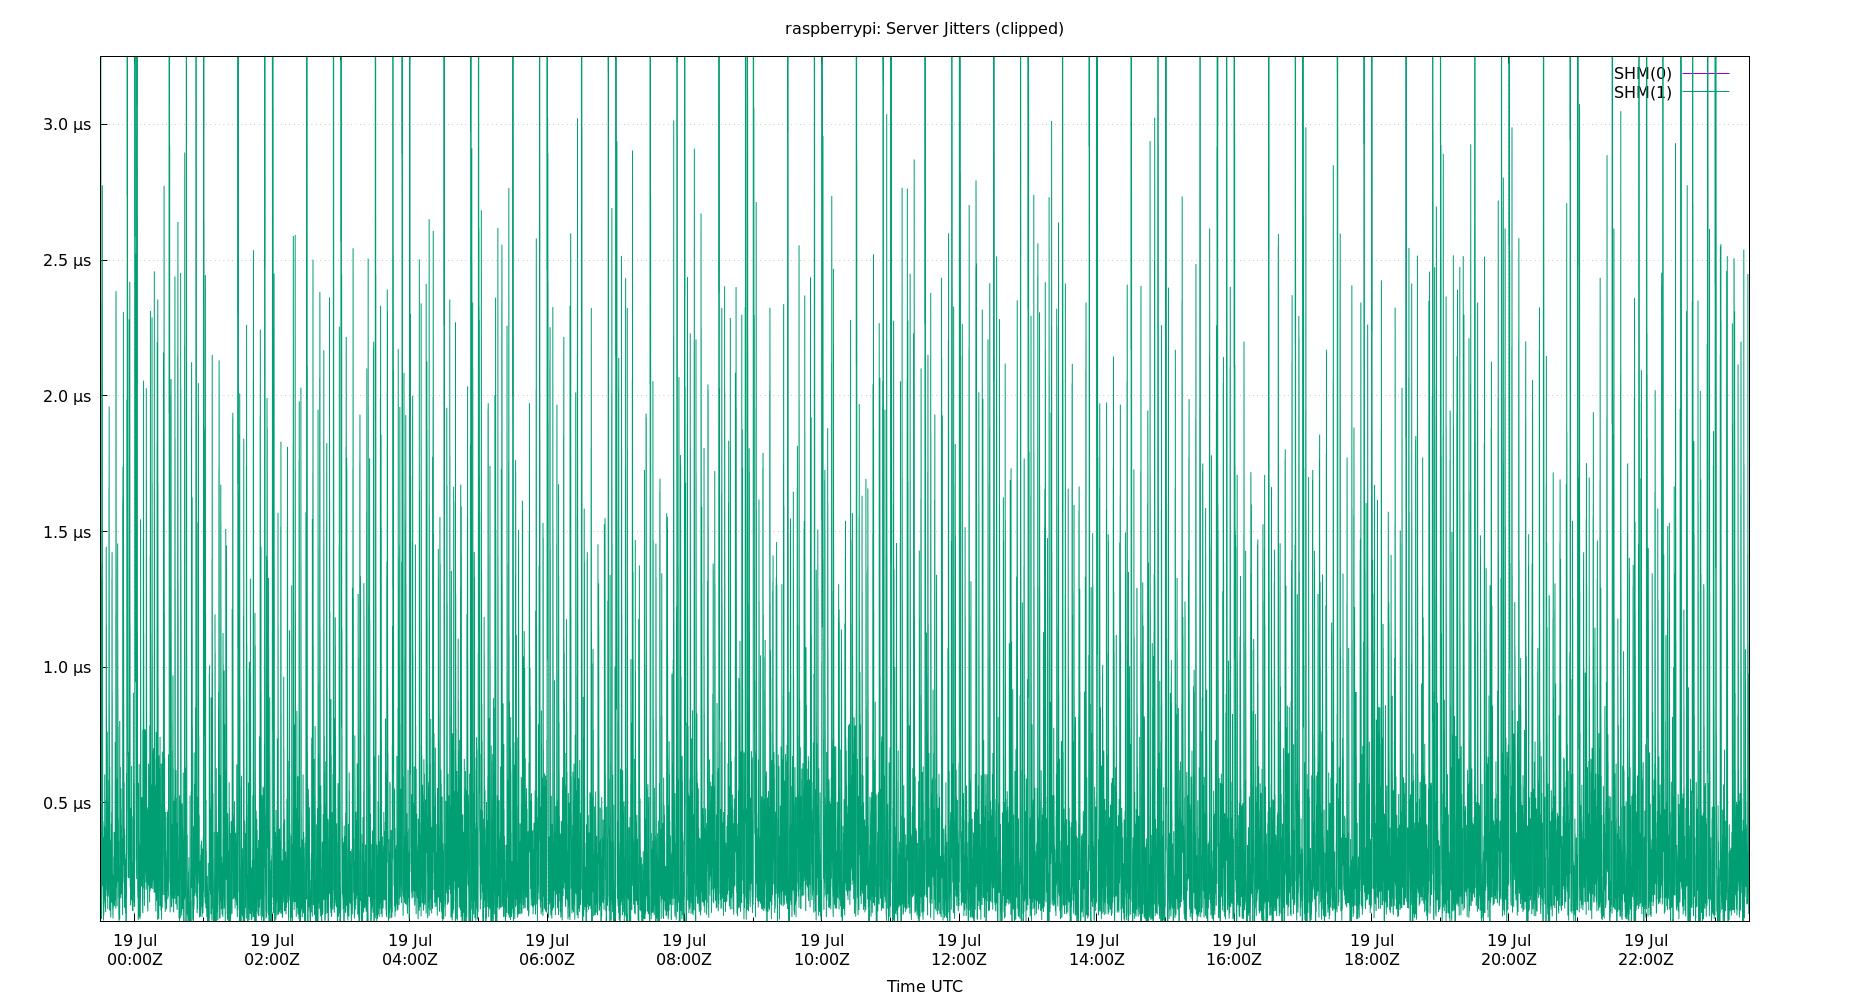 raspberrypi: Server Jitters (clipped)
SHM(0)
SHM(1)
3.0 µs
2.5 µs
2.0 µs
1.5 µs
1.0 µs
0.5 µs
19 Jul 19 Jul 19 Jul 19 Jul 19 Jul 19 Jul 19 Jul 19 Jul 19 Jul 19 Jul 19 Jul 19 Jul
00:00Z 02:00Z 04:00Z 06:00Z 08:00Z 10:00Z 12:00Z 14:00Z 16:00Z 18:00Z 20:00Z 22:00Z
Time UTC